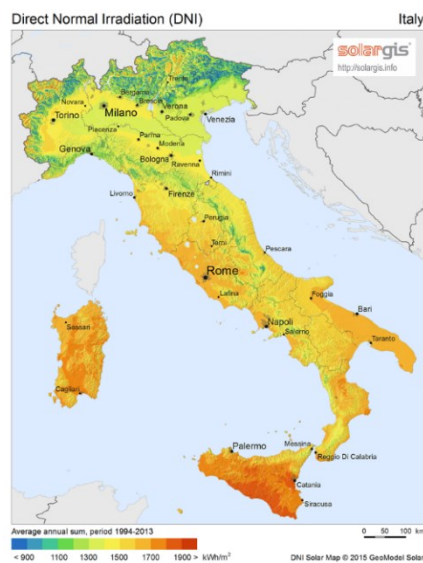 Direct Normal Irradiation (DNI) Italy
solargis
http://solargis.info
Trento
Bergamo
Novara
Milano
Brescia
Verona
Torino
Padova
Venezia
Piacenza
Parma
Genova
Modena
Bologna
Ravenna
Rimini
Livorno
Firenze
Perugia
Terni
Pescara
Rome
Latina
Foggia
Bari
Napoli
Salerno
Taranto
Sassari
Cagliari
Palermo
Messina
Reggio Di Calabria
Catania
Siracusa
Average annual sum, period 1994-2013
0 50 100 km
< 900 1100 1300 1500 1700 1900 > kWh/m²
DNI Solar Map © 2015 GeoModel Solar